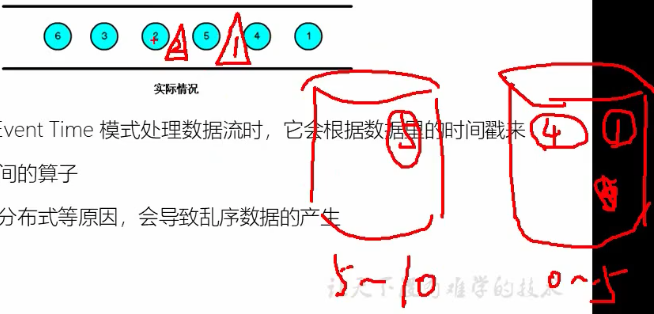 6 3 2 2 5 1 4 1
实际情况
Event Time 模式处理数据流时，它会根据数据里的时间戳来
间的算子
分布式等原因，会导致乱序数据的产生
4 1
5~10 0~5
让天下没有难学的技术